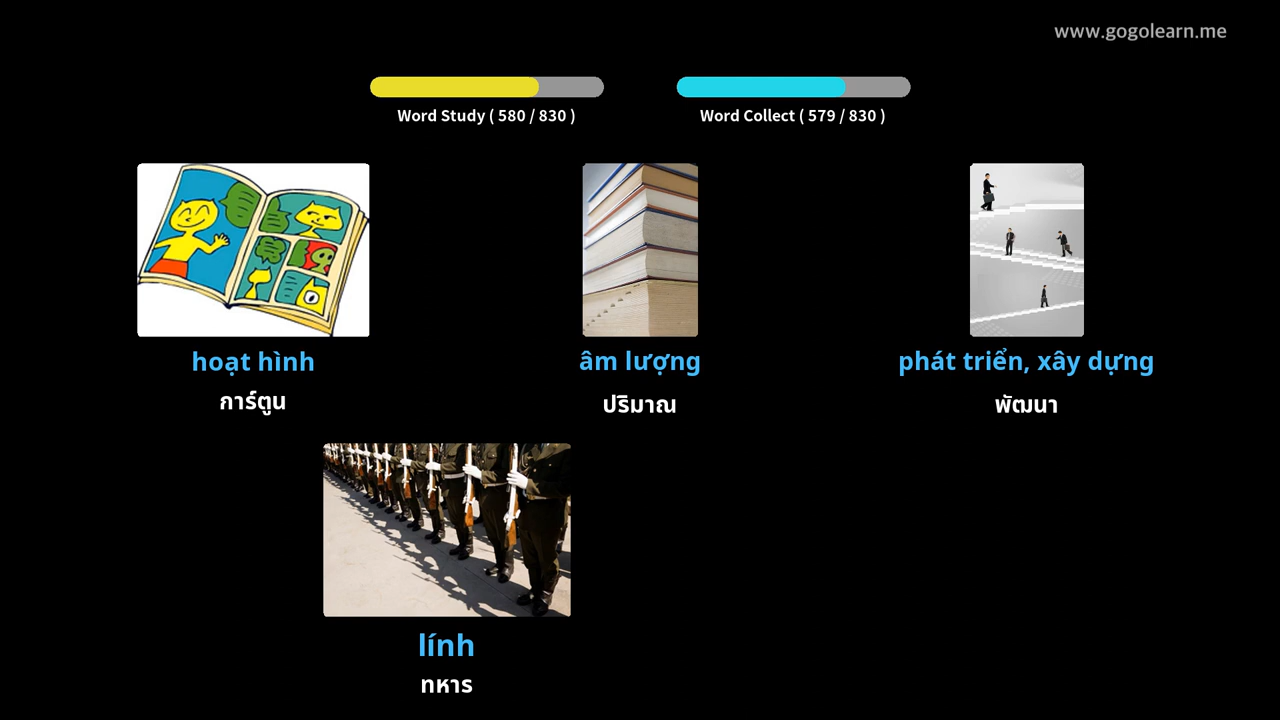 www.gogolearn.me
Word Study ( 580 / 830 )
Word Collect ( 579 / 830 )
hoạt hình
การ์ตูน
âm lượng
ปริมาณ
phát triển, xây dựng
พัฒนา
lính
ทหาร